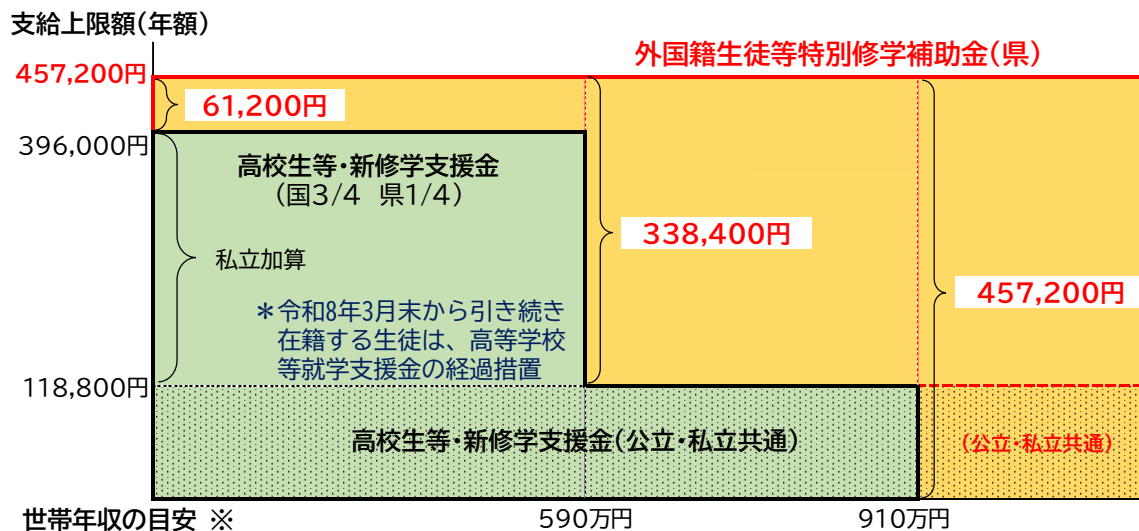 支給上限額(年額)
外国籍生徒等特別修学補助金(県)
457,200円
61,200円
396,000円
高校生等・新修学支援金
(国3/4 県1/4)
338,400円
私立加算
457,200円
＊令和8年3月末から引き続き
在籍する生徒は、高等学校
等就学支援金の経過措置
118,800円
高校生等・新修学支援金(公立・私立共通)
(公立・私立共通)
世帯年収の目安 ※
590万円
910万円